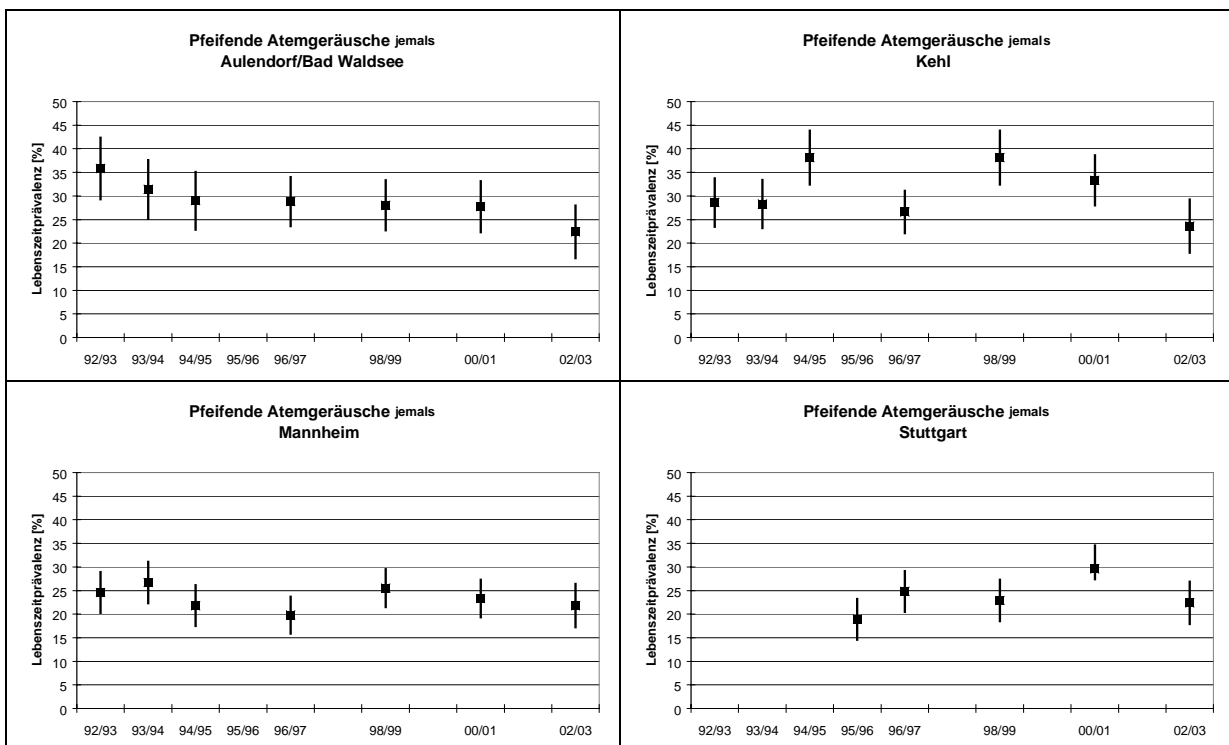 Pfeifende Atemgeräusche jemals
Aulendorf/Bad Waldsee
Lebenszeitprävalenz [%]
50
45
40
35
30
25
20
15
10
5
0
92/93 93/94 94/95 95/96 96/97 98/99 00/01 02/03
Pfeifende Atemgeräusche jemals
Kehl
Lebenszeitprävalenz [%]
50
45
40
35
30
25
20
15
10
5
0
92/93 93/94 94/95 95/96 96/97 98/99 00/01 02/03
Pfeifende Atemgeräusche jemals
Mannheim
Lebenszeitprävalenz [%]
50
45
40
35
30
25
20
15
10
5
0
92/93 93/94 94/95 95/96 96/97 98/99 00/01 02/03
Pfeifende Atemgeräusche jemals
Stuttgart
Lebenszeitprävalenz [%]
50
45
40
35
30
25
20
15
10
5
0
92/93 93/94 94/95 95/96 96/97 98/99 00/01 02/03